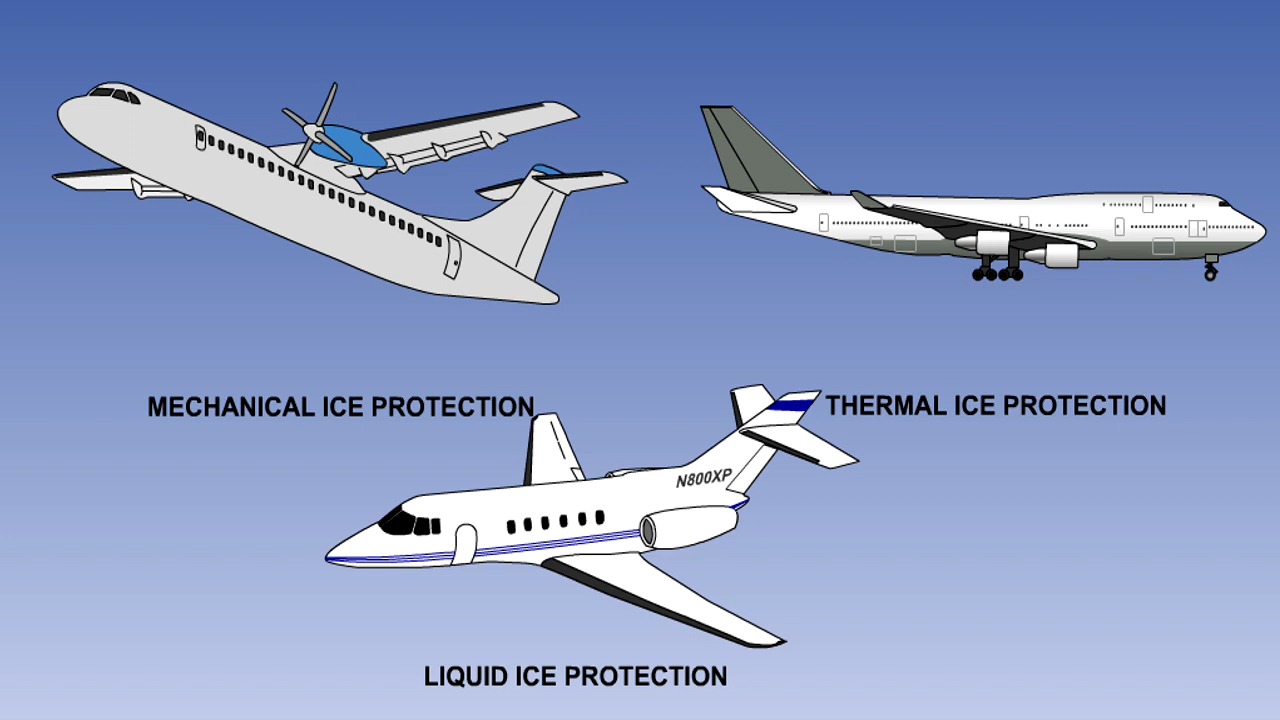 MECHANICAL ICE PROTECTION
THERMAL ICE PROTECTION
N800XP
LIQUID ICE PROTECTION